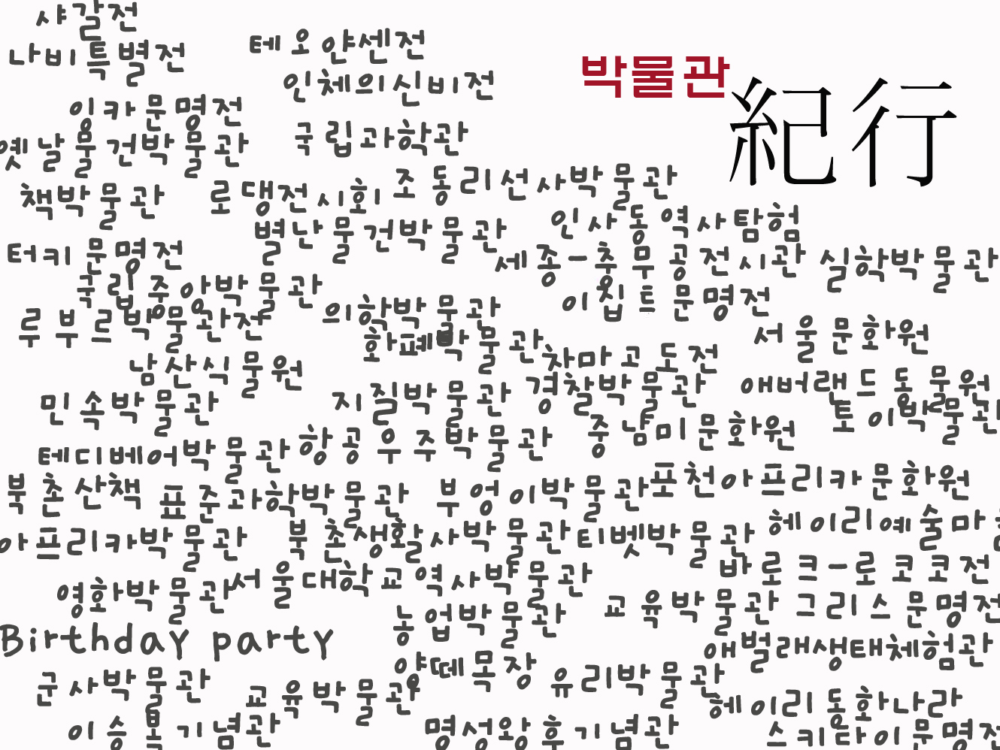 샤갈전
나비특별전
테오얀센전
박물관
紀行
인체의신비전
잉카문명전
국립과학관
옛날물건박물관
책박물관
로댕전시회
조동리선사박물관
별난물건박물관
인사동역사탐험
터키문명전
세종-충무공전시관
실학박물관
국립중앙박물관
이집트문명전
의학박물관
루부르박물관전
화폐박물관
서울문화원
차마고도전
남산식물원
경찰박물관
애버랜드동물원
민속박물관
지질박물관
토이박물관
중남미문화원
테디베어박물관
항공우주박물관
북촌산책
표준과학박물관
부엉이박물관
포천아프리카문화원
아프리카박물관
북촌생활사박물관
티벳박물관
헤이리예술마
바로크-로코코전
영화박물관
서울대학교역사박물관
농업박물관
교육박물관
그리스문명전
Birthday party
애벌래생태체험관
양떼목장
유리박물관
군사박물관
교육박물관
헤이리동화나라
이승복기념관
명성왕후기념관
스키타이문명전